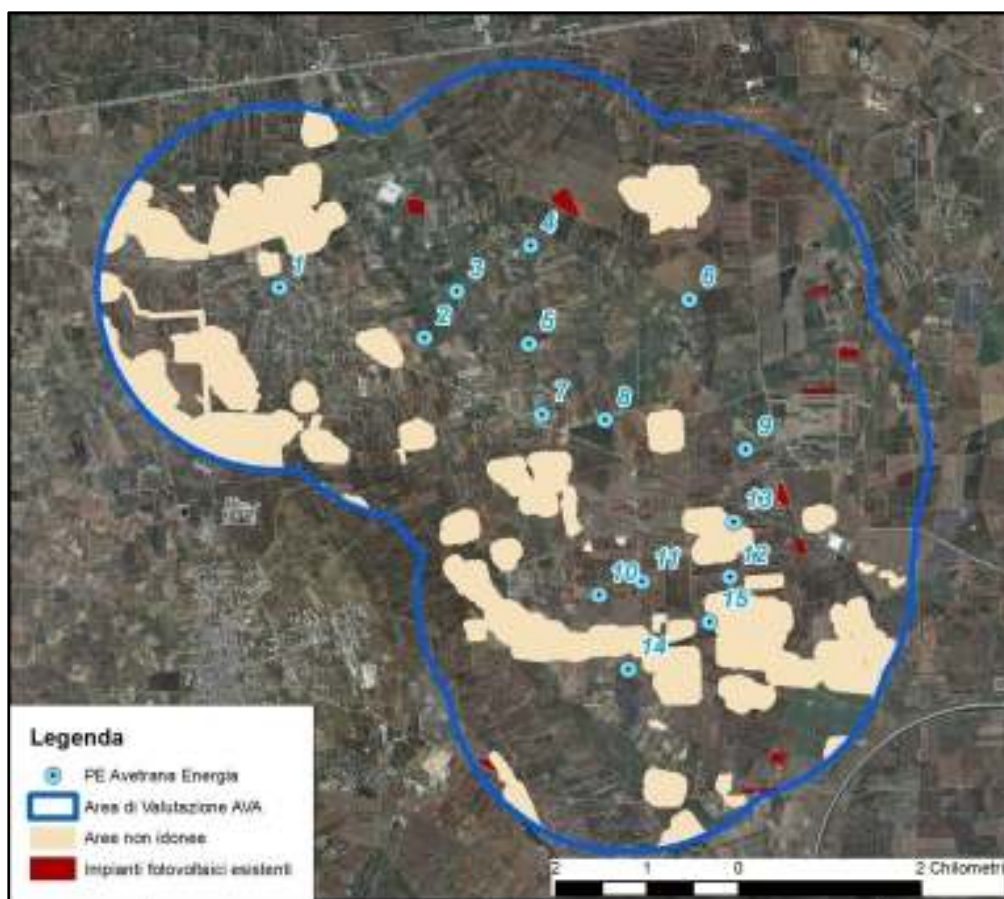 4
1
3
6
2
5
7
8
9
13
11
12
10
15
14
Legenda
PE Avetrana Energia
Area di Valutazione AVA
Aree non idonee
Impianti fotovoltaici esistenti
2 1 0 2 Chilometri